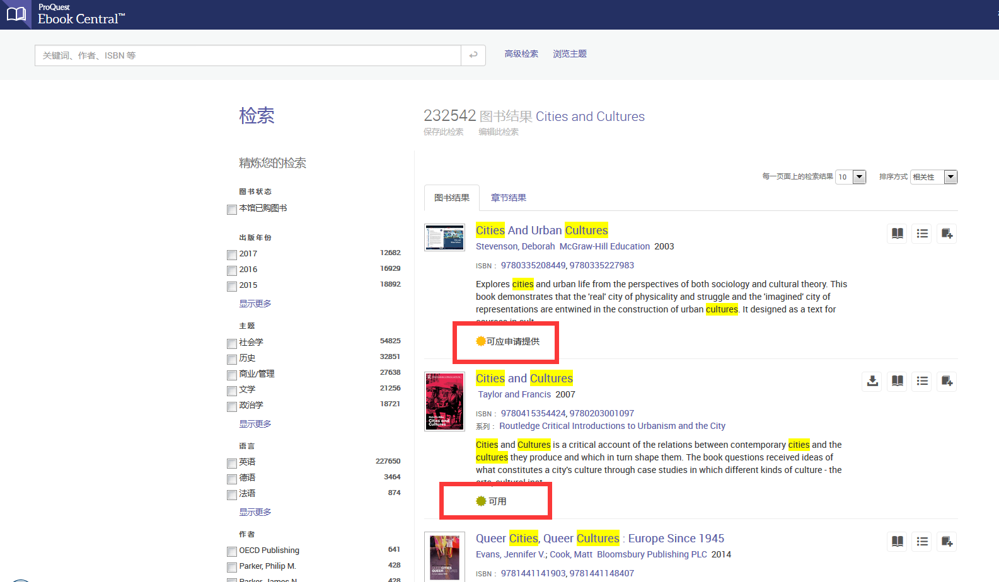 ProQuest
Ebook Central™
关键词、作者、ISBN 等
高级检索
浏览主题
检索
232542 图书结果 Cities and Cultures
保存此检索 编辑此检索
精炼您的检索
图书状态
本馆已购图书
出版年份
2017 12682
2016 16929
2015 18892
显示更多
主题
社会学 54825
历史 32851
商业/管理 27638
文学 21256
政治学 18721
显示更多
语言
英语 227650
德语 3464
法语 874
显示更多
作者
OECD Publishing 641
Parker, Philip M. 428
Parker, James N. 428
每一页面上的检索结果 10 排序方式 相关性
图书结果 章节结果
Cities And Urban Cultures
Stevenson, Deborah McGraw-Hill Education 2003
ISBN : 9780335208449, 9780335227983
Explores cities and urban life from the perspectives of both sociology and cultural theory. This
book demonstrates that the 'real' city of physicality and struggle and the 'imagined' city of
representations are entwined in the construction of urban cultures. It designed as a text for
courses in cult
可应申请提供
Cities and Cultures
Taylor and Francis 2007
ISBN : 9780415354424, 9780203001097
系列 : Routledge Critical Introductions to Urbanism and the City
Cities and Cultures is a critical account of the relations between contemporary cities and the
cultures they produce and which in turn shape them. The book questions received ideas of
what constitutes a city's culture through case studies in which different kinds of culture - the
arts, cultural inst
可用
Cities and
Cultures
Queer Cities, Queer Cultures : Europe Since 1945
Evans, Jennifer V.; Cook, Matt Bloomsbury Publishing PLC 2014
ISBN : 9781441141903, 9781441148407
QUEER CITIES
QUEER CULTURES